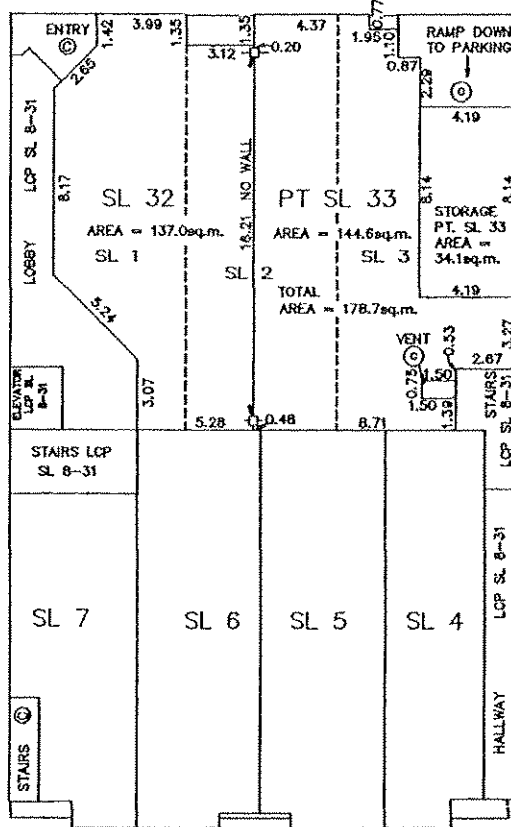 ENTRY
©
1.42
3.99
1.35
1.35
4.37
0.77
1.95
1.10
0.87
RAMP DOWN
TO PARKING
©
2.65
3.12
0.20
2.29
4.19
LCP SL 8-31
LOBBY
8.17
SL 32
AREA = 137.0sq.m.
SL 1
16.21 NO WALL
SL 2
PT SL 33
AREA = 144.6sq.m.
SL 3
TOTAL
AREA = 178.7sq.m.
8.14
8.14
STORAGE
PT. SL 33
AREA =
34.1sq.m.
4.19
5.24
3.07
VENT
©
0.53
3.27
2.67
1.50
0.75
1.50
1.39
STAIRS
LCP SL 8-31
ELEVATOR
LCP SL
8-31
5.28
0.48
8.71
STAIRS LCP
SL 8-31
SL 7
SL 6
SL 5
SL 4
LCP SL 8-31
HALLWAY
STAIRS ©